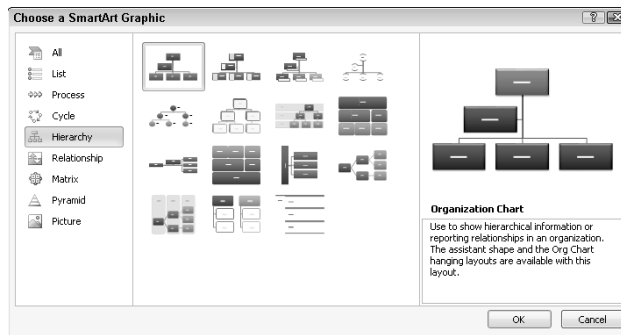 Choose a SmartArt Graphic
All
List
Process
Cycle
Hierarchy
Relationship
Matrix
Pyramid
Picture
Organization Chart
Use to show hierarchical information or
reporting relationships in an organization.
The assistant shape and the Org Chart
hanging layouts are available with this
layout.
OK
Cancel